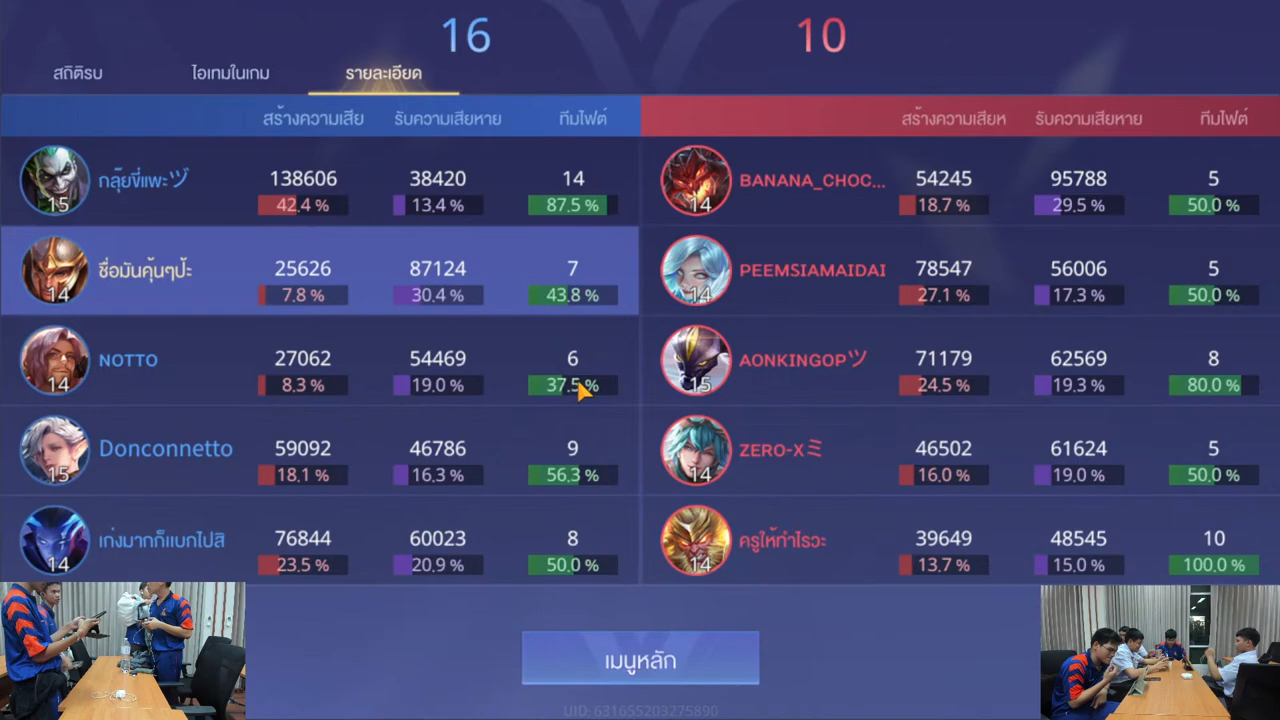 16 10
สถิติรบ ไอเทมในเกม รายละเอียด
สร้างความเสีย รับความเสียหาย ทีมไฟต์ สร้างความเสียห รับความเสียหาย ทีมไฟต์
กลุ๊ยขี่แพะヅ 138606 38420 14 BANANA_CHOC... 54245 95788 5
15 42.4 % 13.4 % 87.5 % 14 18.7 % 29.5 % 50.0 %
ชื่อมันคุ้นๆป้ะ 25626 87124 7 PEEMSIAMAIDAI 78547 56006 5
14 7.8 % 30.4 % 43.8 % 14 27.1 % 17.3 % 50.0 %
NOTTO 27062 54469 6 AONKINGOPツ 71179 62569 8
14 8.3 % 19.0 % 37.5 % 15 24.5 % 19.3 % 80.0 %
Donconnetto 59092 46786 9 ZERO-Xミ 46502 61624 5
15 18.1 % 16.3 % 56.3 % 14 16.0 % 19.0 % 50.0 %
เก่งมากก็แบกไปสิ 76844 60023 8 ครูให้ทำไรวะ 39649 48545 10
14 23.5 % 20.9 % 50.0 % 14 13.7 % 15.0 % 100.0 %
เมนูหลัก
UID: 631655203275890